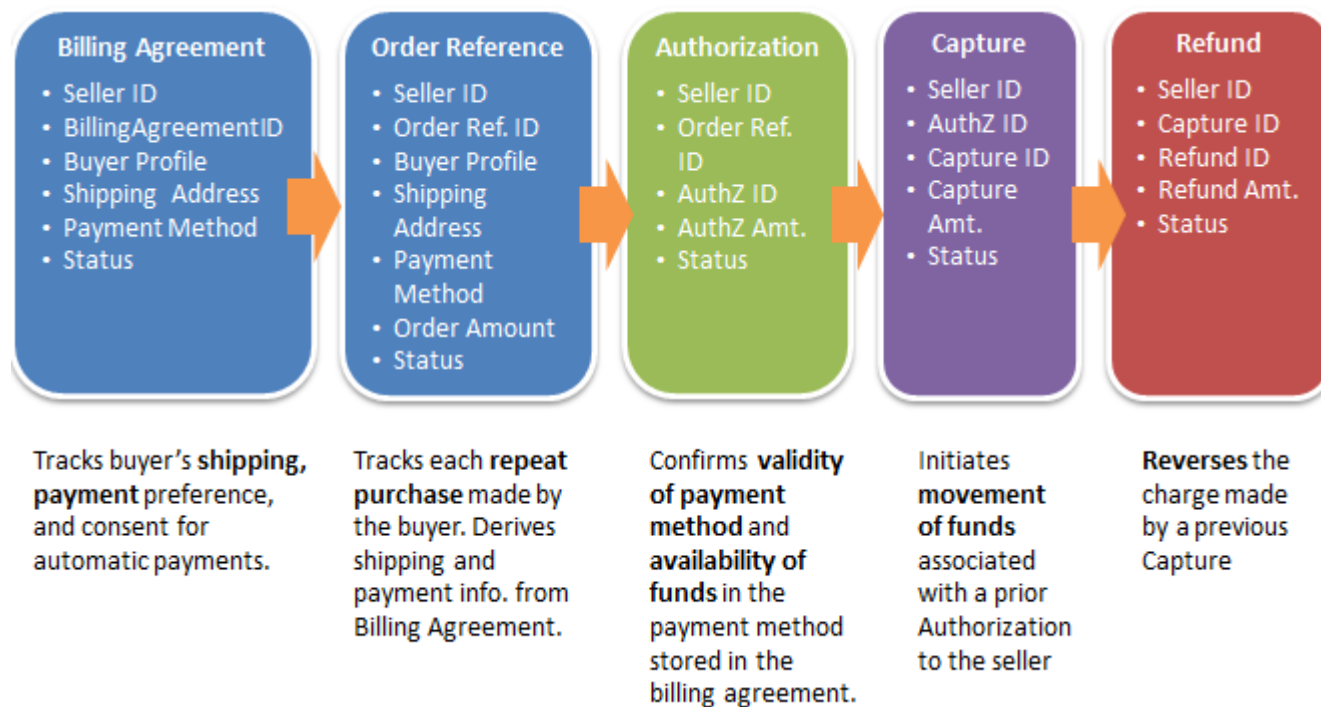 Billing Agreement
• Seller ID
• BillingAgreementID
• Buyer Profile
• Shipping Address
• Payment Method
• Status
Order Reference
• Seller ID
• Order Ref. ID
• Buyer Profile
• Shipping
Address
• Payment
Method
• Order Amount
• Status
Authorization
• Seller ID
• Order Ref.
ID
• AuthZ ID
• AuthZ Amt.
• Status
Capture
• Seller ID
• AuthZ ID
• Capture ID
• Capture
Amt.
• Status
Refund
• Seller ID
• Capture ID
• Refund ID
• Refund Amt.
• Status
Tracks buyer’s shipping,
payment preference,
and consent for
automatic payments.
Tracks each repeat
purchase made by
the buyer. Derives
shipping and
payment info. from
Billing Agreement.
Confirms validity
of payment
method and
availability of
funds in the
payment method
stored in the
billing agreement.
Initiates
movement
of funds
associated
with a prior
Authorization
to the seller
Reverses the
charge made
by a previous
Capture